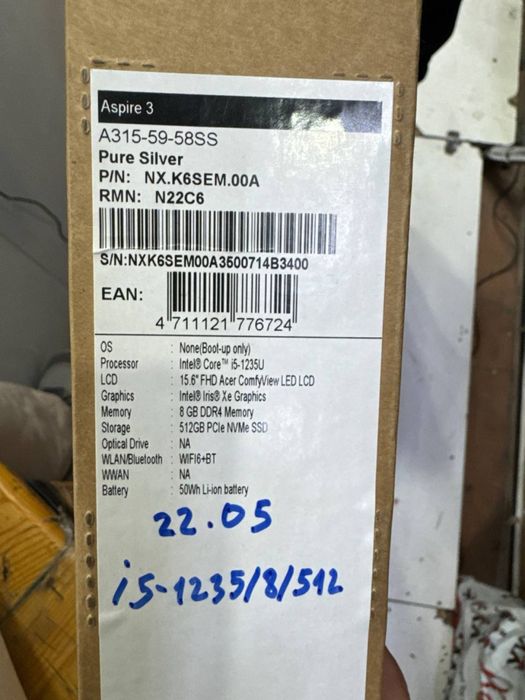 Aspire 3
A315-59-58SS
Pure Silver
P/N: NX.K6SEM.00A
RMN: N22C6
S/N:NXK6SEM00A3500714B3400
EAN:
4 711121 776724
OS : None(Boot-up only)
Processor : Intel® Core™ i5-1235U
LCD : 15.6" FHD Acer ComfyView LED LCD
Graphics : Intel® Iris® Xe Graphics
Memory : 8 GB DDR4 Memory
Storage : 512GB PCIe NVMe SSD
Optical Drive : NA
WLAN/Bluetooth : WIFI6+BT
WWAN : NA
Battery : 50Wh Li-ion battery
22.05
i5-1235/8/512